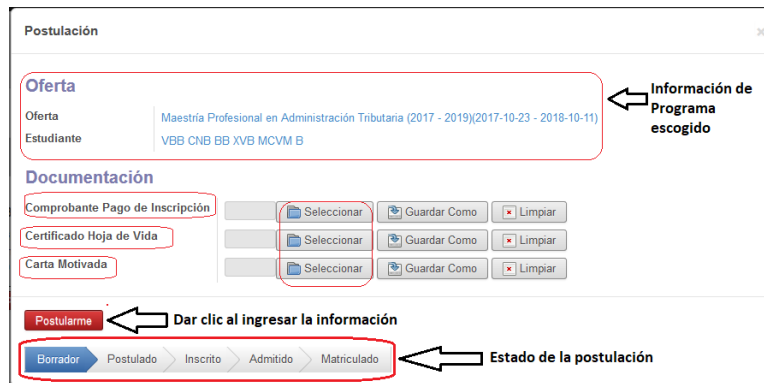 Postulación
x
Oferta
Oferta Maestría Profesional en Administración Tributaria (2017 - 2019)(2017-10-23 - 2018-10-11)
Estudiante VBB CNB BB XVB MCVM B
Información de
Programa
escogido
Documentación
Comprobante Pago de Inscripción Seleccionar Guardar Como Limpiar
Certificado Hoja de Vida Seleccionar Guardar Como Limpiar
Carta Motivada Seleccionar Guardar Como Limpiar
Postularme Dar clic al ingresar la información
Borrador Postulado Inscrito Admitido Matriculado Estado de la postulación